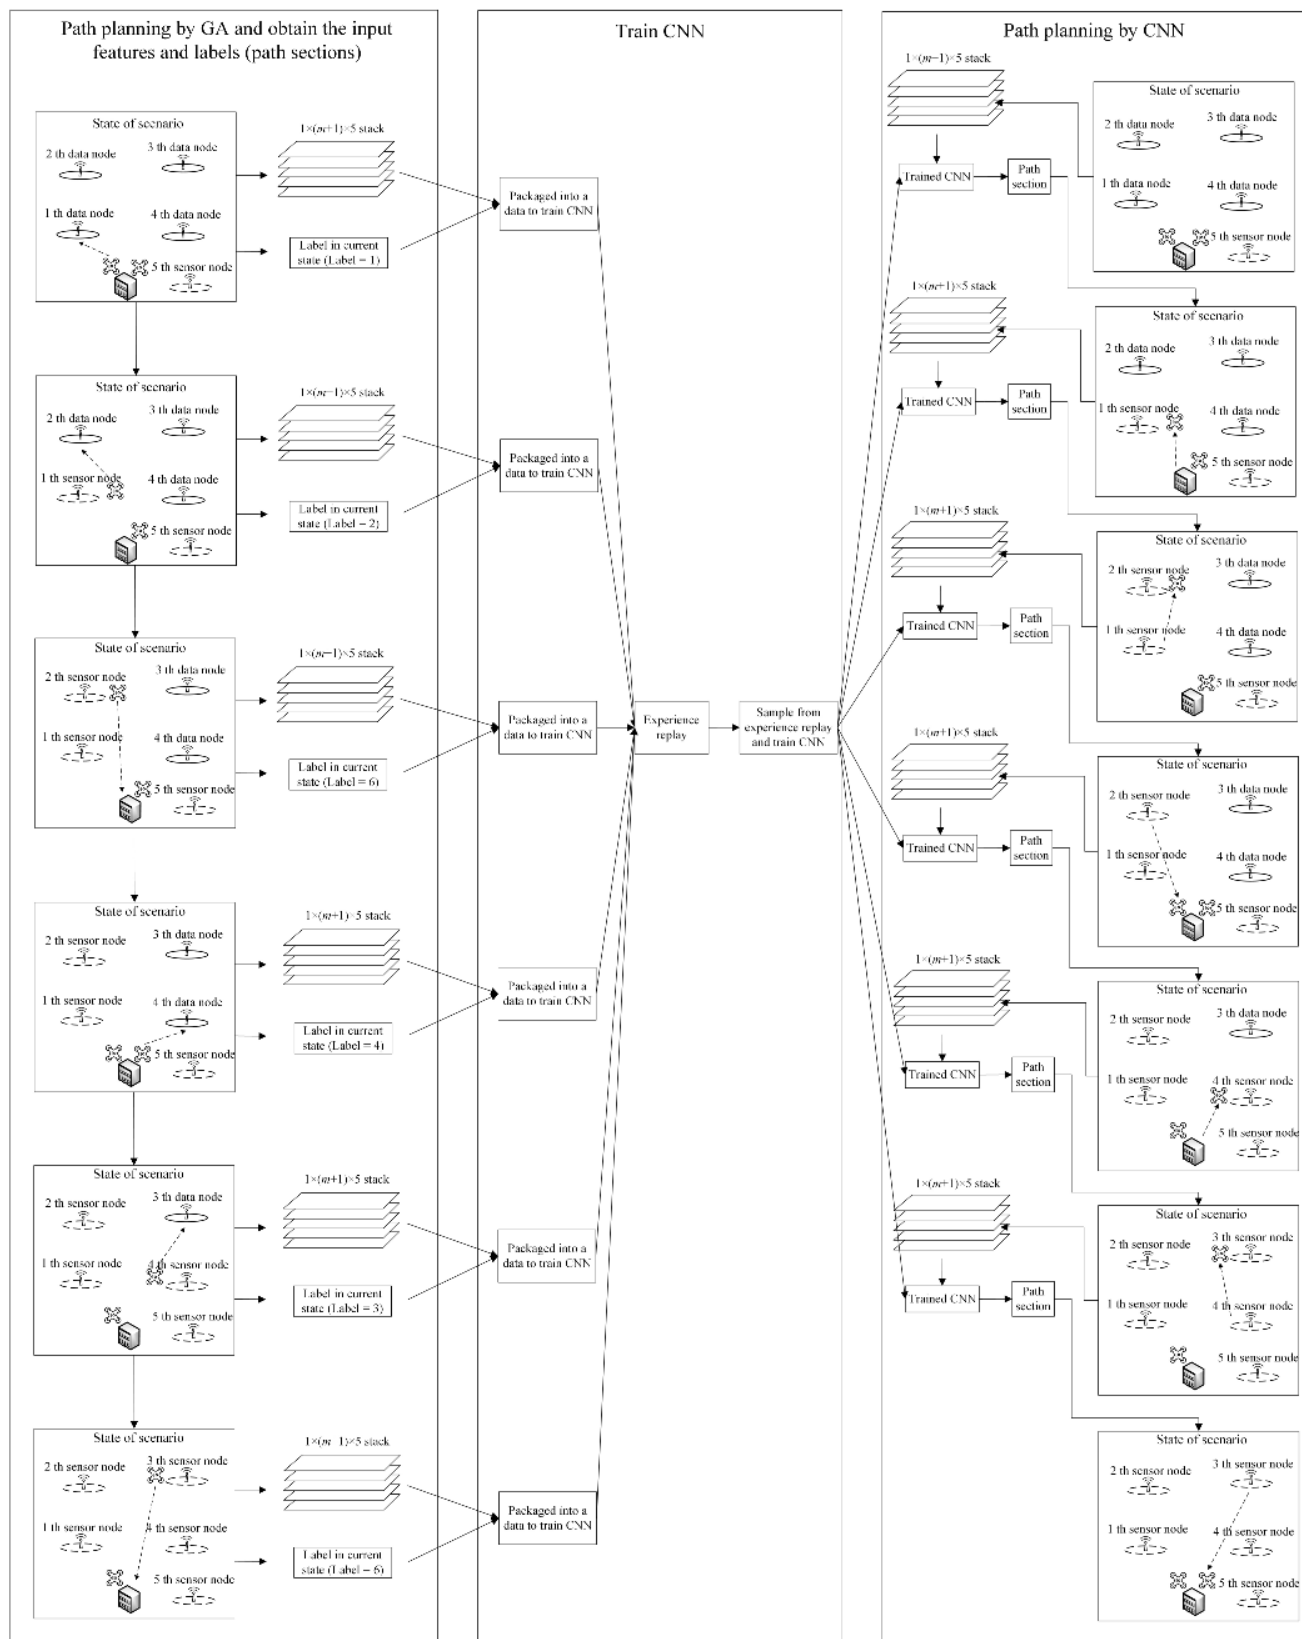 Path planning by GA and obtain the input
features and labels (path sections)
State of scenario
2 th data node
3 th data node
1 th data node
4 th data node
5 th sensor node
1×(m+1)×5 stack
Label in current
state (Label = 1)
State of scenario
2 th data node
3 th data node
1 th sensor node
4 th data node
5 th sensor node
1×(m−1)×5 stack
Label in current
state (Label − 2)
State of scenario
2 th sensor node
3 th data node
1 th sensor node
4 th data node
5 th sensor node
1×(m−1)×5 stack
Label in current
state (Label = 6)
State of scenario
2 th sensor node
3 th data node
1 th sensor node
4 th data node
5 th sensor node
1×(m+1)×5 stack
Label in current
state (Label = 4)
State of scenario
2 th sensor node
3 th data node
1 th sensor node
4 th sensor node
5 th sensor node
1×(m+1)×5 stack
Label in current
state (Label = 3)
State of scenario
2 th sensor node
3 th sensor node
1 th sensor node
4 th sensor node
5 th sensor node
1×(m 1)×5 stack
Label in current
state (Label − 6)
Train CNN
Packaged into a
data to train CNN
Packaged into a
data to train CNN
Packaged into a
data to train CNN
Packaged into a
data to train CNN
Packaged into a
data to train CNN
Packaged into a
data to train CNN
Experience
replay
Sample from
experience replay
and train CNN
Path planning by CNN
1×(m−1)×5 stack
Trained CNN
Path
section
State of scenario
2 th data node
3 th data node
1 th data node
4 th data node
5 th sensor node
1×(m+1)×5 stack
Trained CNN
Path
section
State of scenario
2 th data node
3 th data node
1 th sensor node
4 th data node
5 th sensor node
1×(m+1)×5 stack
Trained CNN
Path
section
State of scenario
2 th sensor node
3 th data node
1 th sensor node
4 th data node
5 th sensor node
1×(m+1)×5 stack
Trained CNN
Path
section
State of scenario
2 th sensor node
3 th data node
1 th sensor node
4 th data node
5 th sensor node
1×(m+1)×5 stack
Trained CNN
Path
section
State of scenario
2 th sensor node
3 th data node
1 th sensor node
4 th sensor node
5 th sensor node
1×(m+1)×5 stack
Trained CNN
Path
section
State of scenario
2 th sensor node
3 th sensor node
1 th sensor node
4 th sensor node
5 th sensor node
State of scenario
2 th sensor node
3 th sensor node
1 th sensor node
4 th sensor node
5 th sensor node